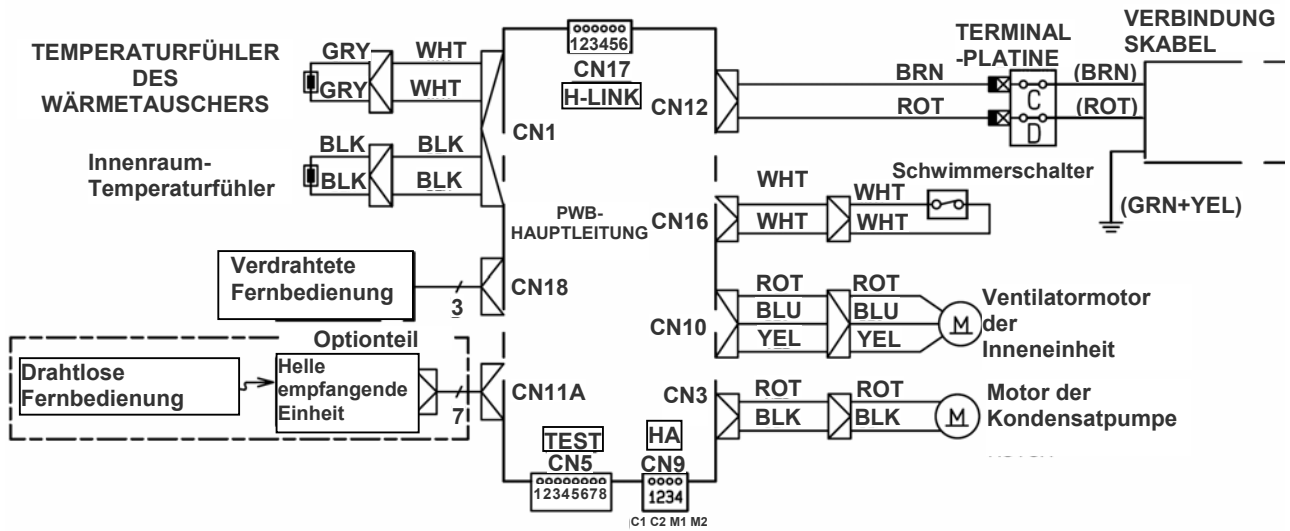 TEMPERATURFÜHLER
DES
WÄRMETAUSCHERS
GRY
GRY
WHT
WHT
Innenraum-
Temperaturfühler
BLK
BLK
BLK
BLK
CN1
123456
CN17
H-LINK
CN12
BRN
ROT
TERMINAL
-PLATINE
C
D
VERBINDUNG
SKABEL
(BRN)
(ROT)
(GRN+YEL)
PWB-
HAUPTLEITUNG
CN16
WHT
WHT
WHT
WHT
Schwimmerschalter
Verdrahtete
Fernbedienung
3
CN18
CN10
ROT
BLU
YEL
ROT
BLU
YEL
M
Ventilatormotor
der
Inneneinheit
Optionteil
Drahtlose
Fernbedienung
Helle
empfangende
Einheit
7
CN11A
CN3
ROT
BLK
ROT
BLK
M
Motor der
Kondensatpumpe
TEST
CN5
12345678
HA
CN9
1234
C1 C2 M1 M2